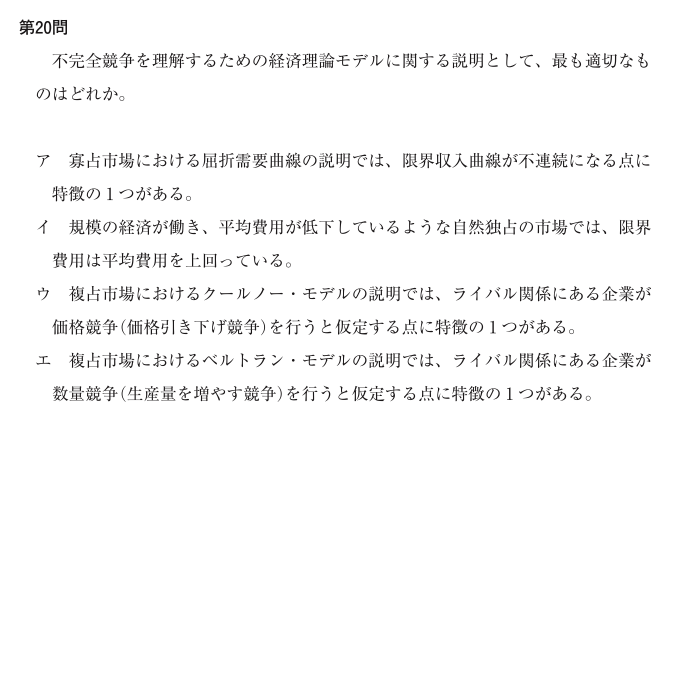 第20問
不完全競争を理解するための経済理論モデルに関する説明として、最も適切なも
のはどれか。
ア　寡占市場における屈折需要曲線の説明では、限界収入曲線が不連続になる点に
特徴の１つがある。
イ　規模の経済が働き、平均費用が低下しているような自然独占の市場では、限界
費用は平均費用を上回っている。
ウ　複占市場におけるクールノー・モデルの説明では、ライバル関係にある企業が
価格競争(価格引き下げ競争)を行うと仮定する点に特徴の１つがある。
エ　複占市場におけるベルトラン・モデルの説明では、ライバル関係にある企業が
数量競争(生産量を増やす競争)を行うと仮定する点に特徴の１つがある。